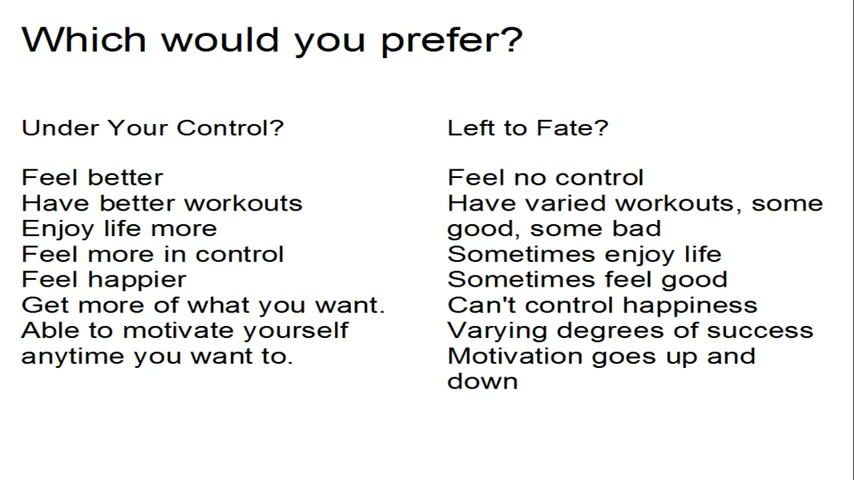 Which would you prefer?
Under Your Control?
Feel better
Have better workouts
Enjoy life more
Feel more in control
Feel happier
Get more of what you want.
Able to motivate yourself
anytime you want to.
Left to Fate?
Feel no control
Have varied workouts, some
good, some bad
Sometimes enjoy life
Sometimes feel good
Can't control happiness
Varying degrees of success
Motivation goes up and
down